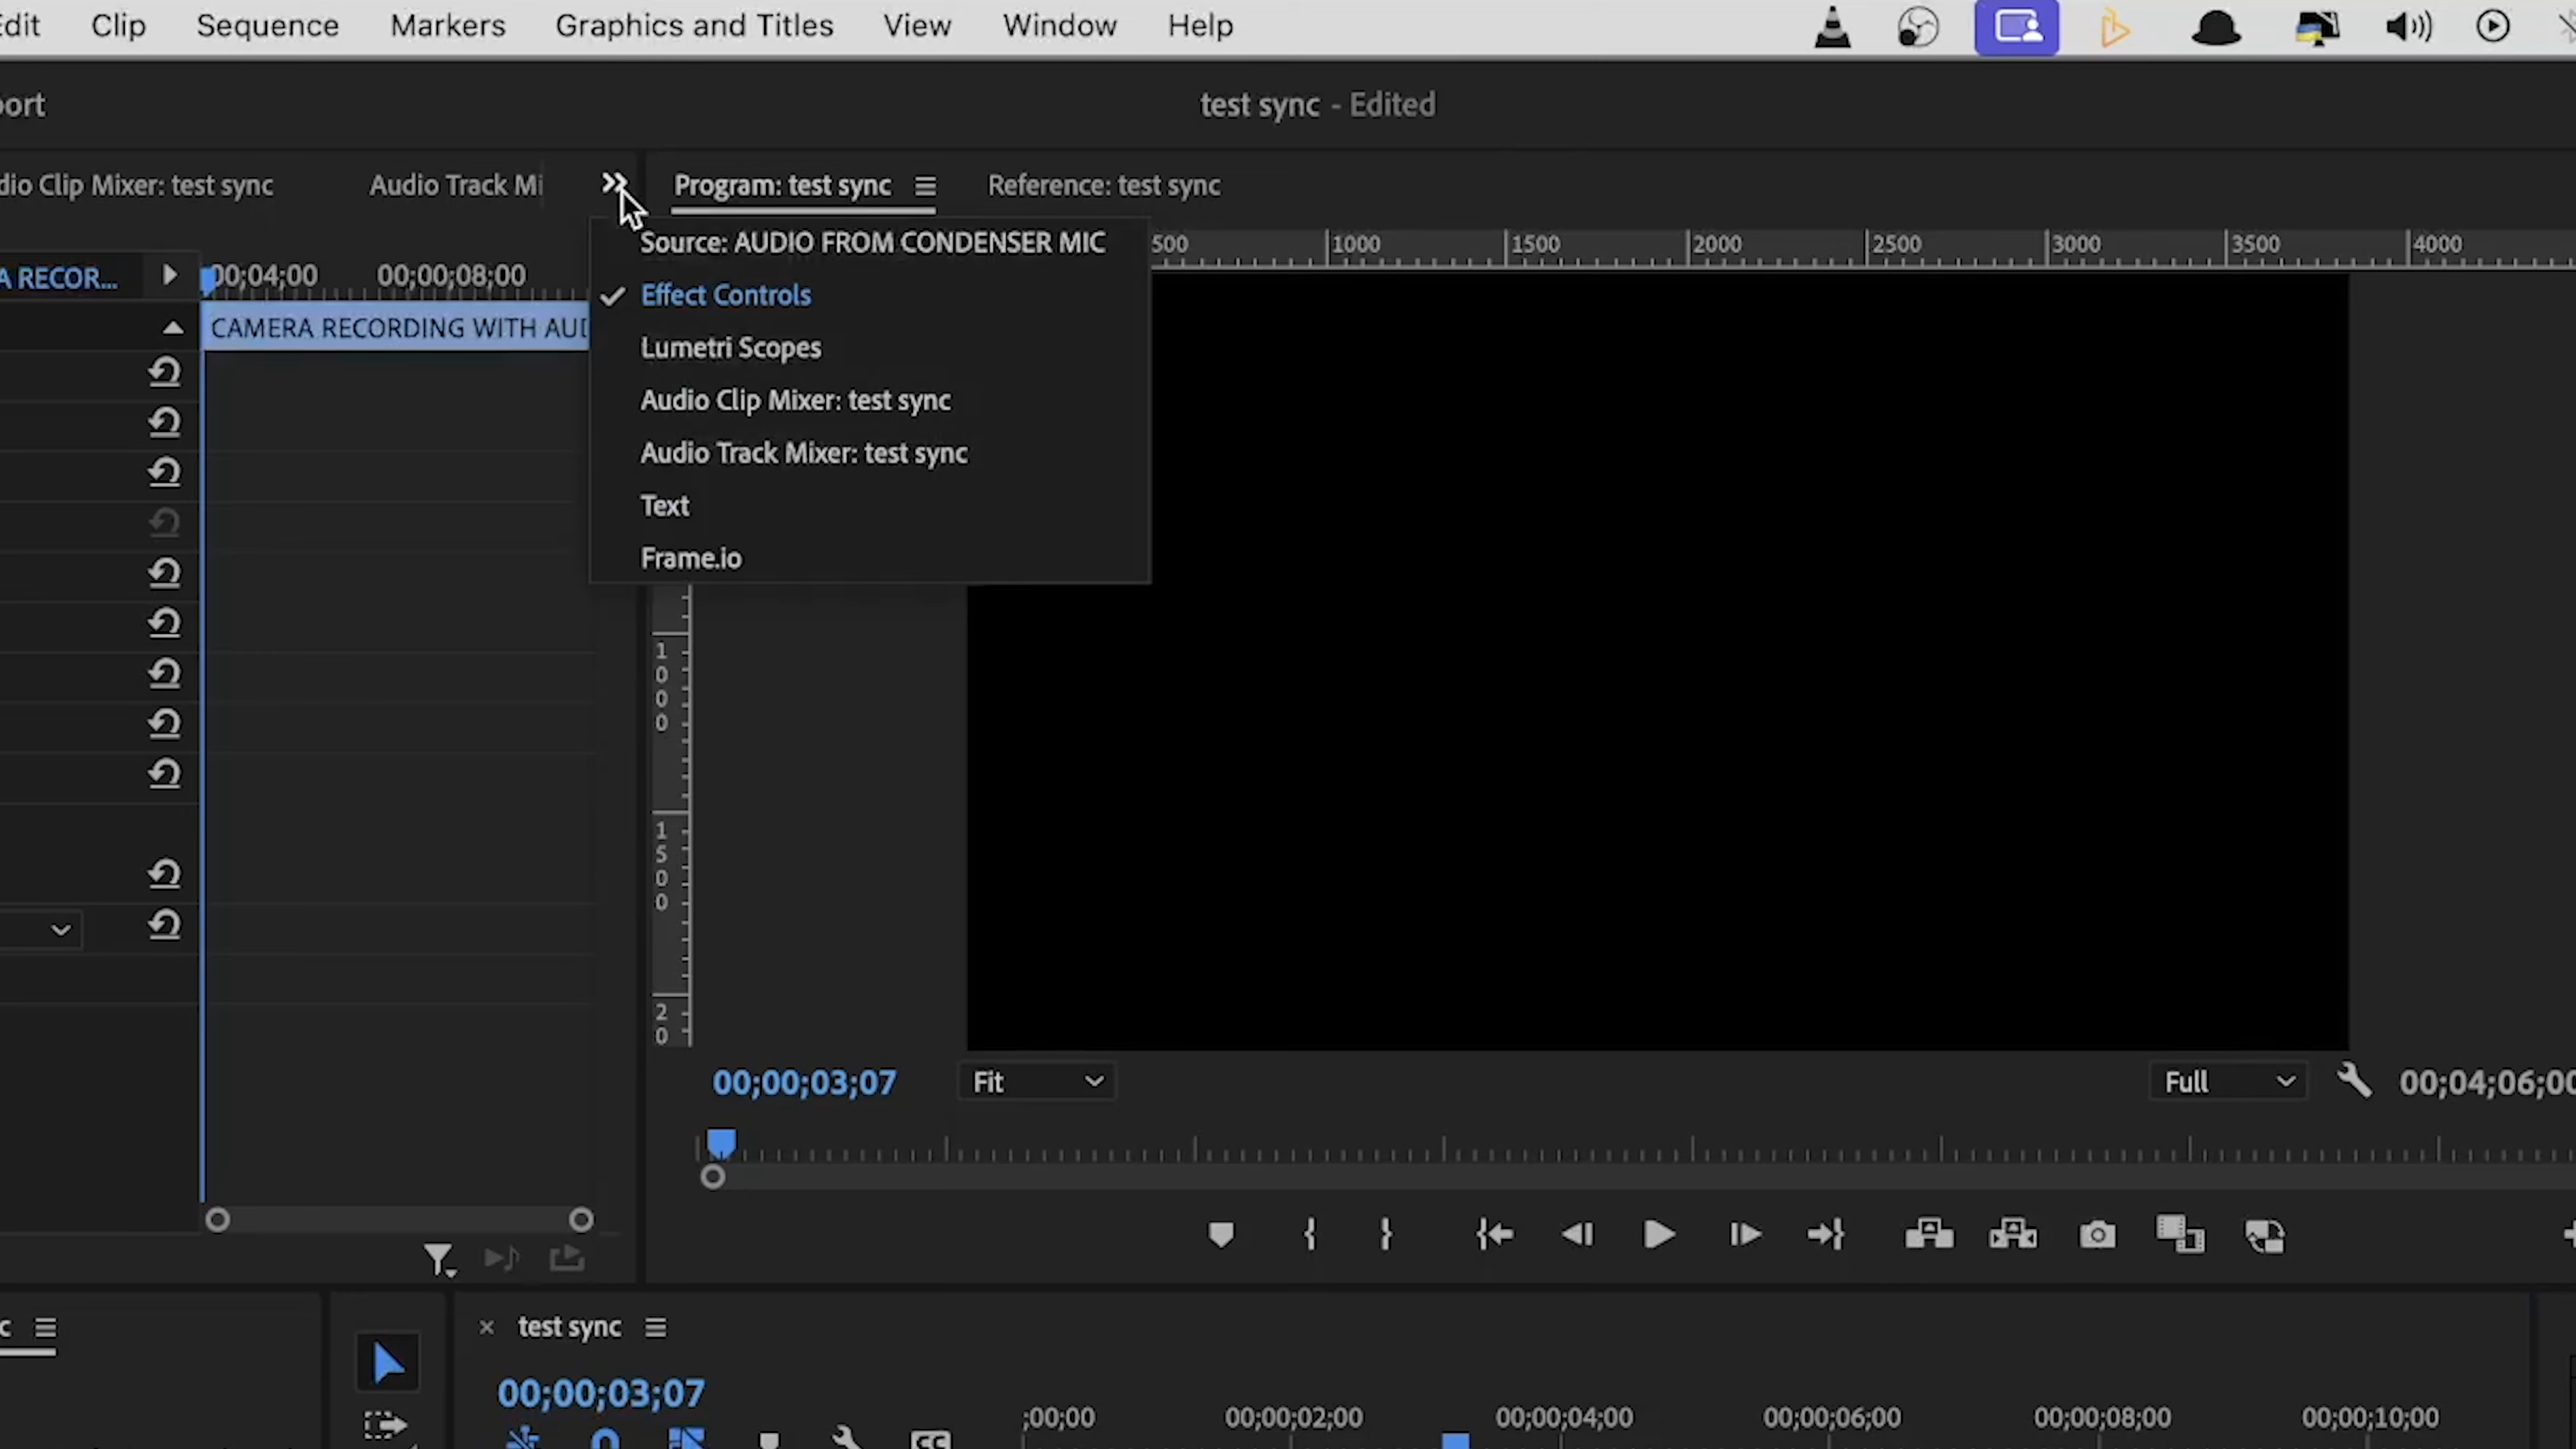 Edit Clip Sequence Markers Graphics and Titles View Window Help
port
test sync - Edited
dio Clip Mixer: test sync Audio Track Mi
Program: test sync Reference: test sync
Source: AUDIO FROM CONDENSER MIC
Effect Controls
Lumetri Scopes
Audio Clip Mixer: test sync
Audio Track Mixer: test sync
Text
Frame.io
500 1000 1500 2000 2500 3000 3500 4000
A RECOR... 00;04;00 00;00;08;00
CAMERA RECORDING WITH AUD
1000
1500
20
00;00;03;07 Fit Full 00;04;06;00
c
test sync
00;00;03;07
;00;00 00;00;02;00 00;00;04;00 00;00;06;00 00;00;08;00 00;00;10;00
CC